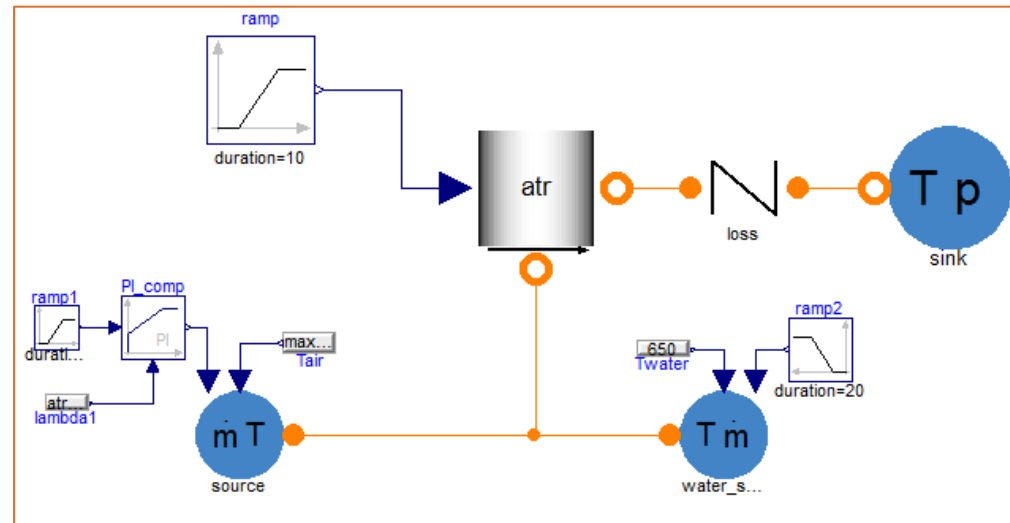 ramp
duration=10
atr
loss
T p
sink
ramp1
durati...
PI_comp
PI
atr...
lambda1
max...
Tair
ṁ T
source
650
Twater
ramp2
duration=20
T ṁ
water_s...